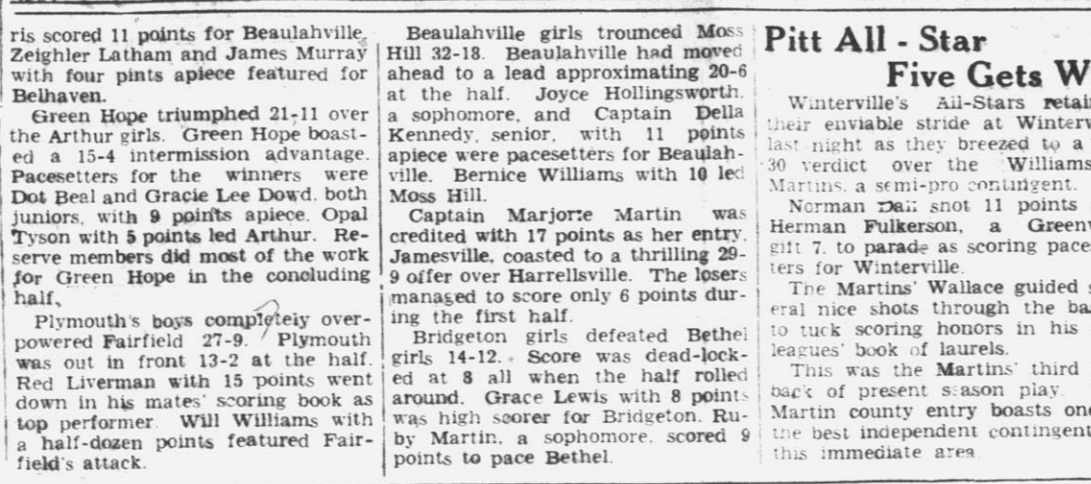 ris scored 11 points for Beaulahville.
Zeighler Latham and James Murray
with four pints apiece featured for
Belhaven.
Green Hope triumphed 21-11 over
the Arthur girls. Green Hope boast-
ed a 15-4 intermission advantage.
Pacesetters for the winners were
Dot Beal and Gracie Lee Dowd. both
juniors, with 9 points apiece. Opal
Tyson with 5 points led Arthur. Re-
serve members did most of the work
for Green Hope in the concluding
half.
Plymouth's boys completely over-
powered Fairfield 27-9. Plymouth
was out in front 13-2 at the half.
Red Liverman with 15 points went
down in his mates' scoring book as
top performer. Will Williams with
a half-dozen points featured Fair-
field's attack.
Beaulahville girls trounced Moss
Hill 32-18. Beaulahville had moved
ahead to a lead approximating 20-6
at the half. Joyce Hollingsworth.
a sophomore, and Captain Della
Kennedy, senior, with 11 points
apiece were pacesetters for Beaulah-
ville. Bernice Williams with 10 led
Moss Hill.
Captain Marjorie Martin was
credited with 17 points as her entry.
Jamesville, coasted to a thrilling 29-
9 offer over Harrellsville. The losers
managed to score only 6 points dur-
ing the first half.
Bridgeton girls defeated Bethel
girls 14-12. Score was dead-lock-
ed at 8 all when the half rolled
around. Grace Lewis with 8 points
was high scorer for Bridgeton. Ru-
by Martin, a sophomore, scored 9
points to pace Bethel.
Pitt All - Star
Five Gets W
Winterville's All-Stars retai
their enviable stride at Winterv
last night as they breezed to a
30 verdict over the Williams
Martins, a semi-pro contingent.
Norman snot 11 points
Herman Fulkerson, a Greenv
gift 7, to parade as scoring pace
ters for Winterville.
The Martins' Wallace guided s
eral nice shots through the ba
to tuck scoring honors in his
leagues' book of laurels.
This was the Martins' third
back of present season play.
Martin county entry boasts one
the best independent contingent
this immediate area.